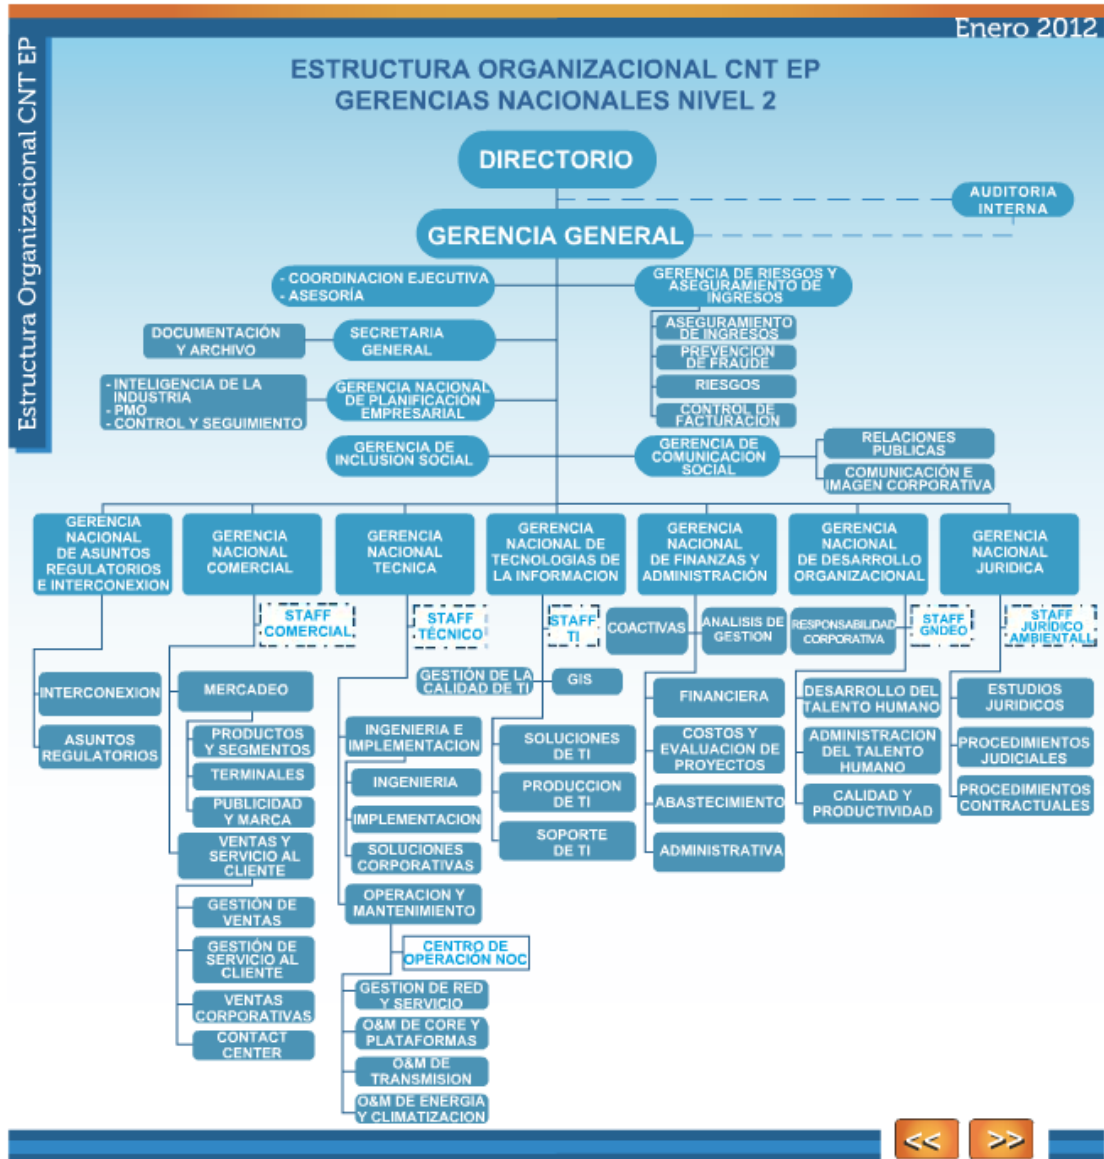 Enero 2012
Estructura Organizacional CNT EP
ESTRUCTURA ORGANIZACIONAL CNT EP
GERENCIAS NACIONALES NIVEL 2
DIRECTORIO
AUDITORIA
INTERNA
GERENCIA GENERAL
- COORDINACION EJECUTIVA
- ASESORÍA
GERENCIA DE RIESGOS Y
ASEGURAMIENTO DE
INGRESOS
ASEGURAMIENTO
DE INGRESOS
PREVENCION
DE FRAUDE
RIESGOS
CONTROL DE
FACTURACION
DOCUMENTACIÓN
Y ARCHIVO
SECRETARIA
GENERAL
- INTELIGENCIA DE LA
INDUSTRIA
- PMO
- CONTROL Y SEGUIMIENTO
GERENCIA NACIONAL
DE PLANIFICACIÓN
EMPRESARIAL
GERENCIA DE
INCLUSION SOCIAL
GERENCIA DE
COMUNICACION
SOCIAL
RELACIONES
PUBLICAS
COMUNICACIÓN E
IMAGEN CORPORATIVA
GERENCIA
NACIONAL
DE ASUNTOS
REGULATORIOS
E INTERCONEXION
INTERCONEXION
ASUNTOS
REGULATORIOS
GERENCIA
NACIONAL
COMERCIAL
STAFF
COMERCIAL
MERCADEO
PRODUCTOS
Y SEGMENTOS
TERMINALES
PUBLICIDAD
Y MARCA
VENTAS Y
SERVICIO AL
CLIENTE
GESTIÓN DE
VENTAS
GESTIÓN DE
SERVICIO AL
CLIENTE
VENTAS
CORPORATIVAS
CONTACT
CENTER
GERENCIA
NACIONAL
TECNICA
STAFF
TÉCNICO
INGENIERIA E
IMPLEMENTACION
INGENIERIA
IMPLEMENTACION
SOLUCIONES
CORPORATIVAS
OPERACION Y
MANTENIMIENTO
CENTRO DE
OPERACIÓN NOC
GESTION DE RED
Y SERVICIO
O&M DE CORE Y
PLATAFORMAS
O&M DE
TRANSMISION
O&M DE ENERGIA
Y CLIMATIZACION
GERENCIA
NACIONAL DE
TECNOLOGIAS DE
LA INFORMACION
STAFF
TI
GESTIÓN DE LA
CALIDAD DE TI
GIS
SOLUCIONES
DE TI
PRODUCCION
DE TI
SOPORTE
DE TI
GERENCIA
NACIONAL
DE FINANZAS Y
ADMINISTRACIÓN
COACTIVAS
ANALISIS DE
GESTION
FINANCIERA
COSTOS Y
EVALUACION DE
PROYECTOS
ABASTECIMIENTO
ADMINISTRATIVA
GERENCIA
NACIONAL
DE DESARROLLO
ORGANIZACIONAL
RESPONSABILIDAD
CORPORATIVA
STAFF
GNDEO
DESARROLLO DEL
TALENTO HUMANO
ADMINISTRACION
DEL TALENTO
HUMANO
CALIDAD Y
PRODUCTIVIDAD
GERENCIA
NACIONAL
JURIDICA
STAFF
JURÍDICO
AMBIENTALL
ESTUDIOS
JURIDICOS
PROCEDIMIENTOS
JUDICIALES
PROCEDIMIENTOS
CONTRACTUALES
<< >>